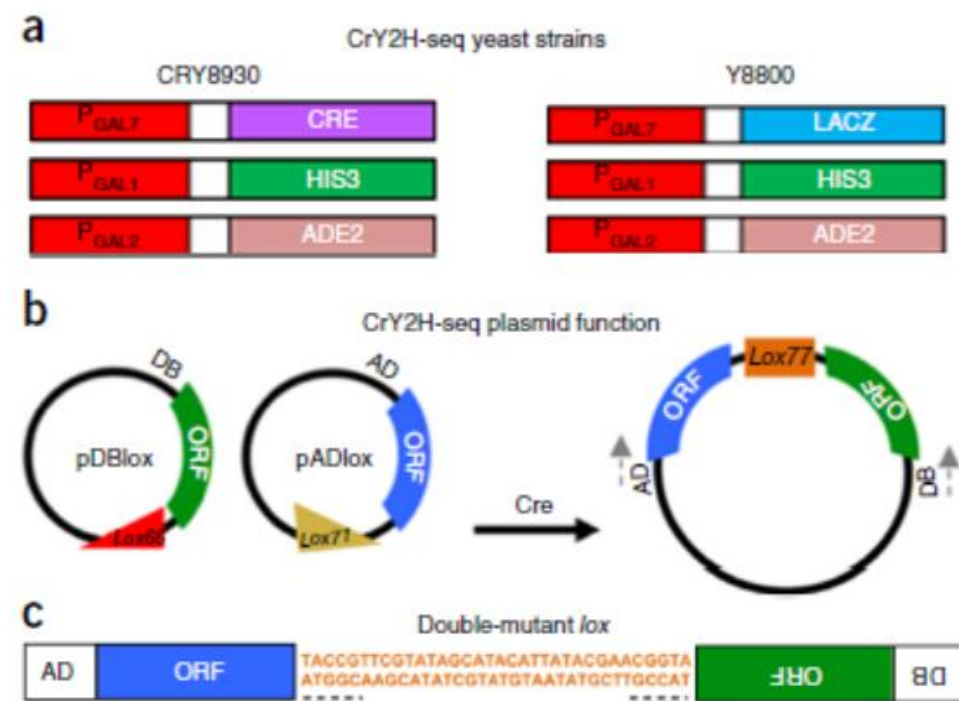 a
CrY2H-seq yeast strains
CRY8930
Y8800
PGAL7 CRE
PGAL7 LACZ
PGAL1 HIS3
PGAL1 HIS3
PGAL2 ADE2
PGAL2 ADE2
b
CrY2H-seq plasmid function
DB
ORF
pDBlox
Lox66
AD
ORF
pADlox
Lox71
Cre
ORF
Lox77
ORF
AD
DB
c
Double-mutant lox
AD
ORF
TACCGTTCGTATAGCATACATTATACGAACGGTA
ATGGCAAGCATATCGTATGTAATATGCTTGCCAT
ORF
DB